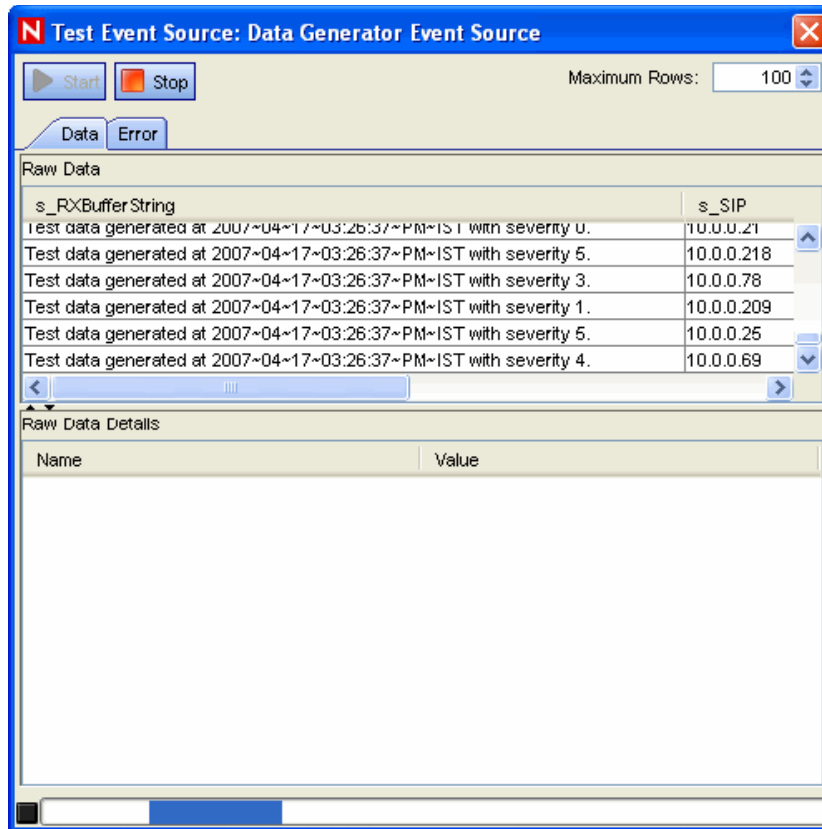 N Test Event Source: Data Generator Event Source
Start Stop Maximum Rows: 100
Data Error
Raw Data
s_RXBufferString s_SIP
Test data generated at 2007~04~17~03:26:37~PM~IST with severity 0. 10.0.0.21
Test data generated at 2007~04~17~03:26:37~PM~IST with severity 5. 10.0.0.218
Test data generated at 2007~04~17~03:26:37~PM~IST with severity 3. 10.0.0.78
Test data generated at 2007~04~17~03:26:37~PM~IST with severity 1. 10.0.0.209
Test data generated at 2007~04~17~03:26:37~PM~IST with severity 5. 10.0.0.25
Test data generated at 2007~04~17~03:26:37~PM~IST with severity 4. 10.0.0.69
Raw Data Details
Name Value